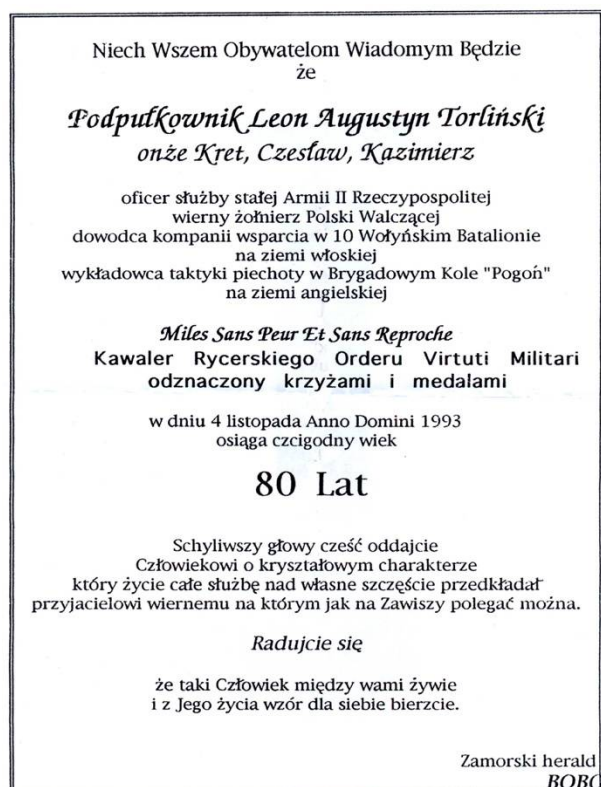 Niech Wszem Obywatelom Wiadomym Będzie
że
Podpułkownik Leon Augustyn Torliński
onże Kret, Czesław, Kazimierz
oficer służby stałej Armii II Rzeczypospolitej
wierny żołnierz Polski Walczącej
dowodca kompanii wsparcia w 10 Wołyńskim Batalionie
na ziemi włoskiej
wykładowca taktyki piechoty w Brygadowym Kole "Pogoń"
na ziemi angielskiej
Miles Sans Peur Et Sans Reproche
Kawaler Rycerskiego Orderu Virtuti Militari
odznaczony krzyżami i medalami
w dniu 4 listopada Anno Domini 1993
osiąga czcigodny wiek
80 Lat
Schyliwszy głowy cześć oddajcie
Człowiekowi o kryształowym charakterze
który życie całe służbę nad własne szczęście przedkładał
przyjacielowi wiernemu na którym jak na Zawiszy polegać można.
Radujcie się
że taki Człowiek między wami żywie
i z Jego życia wzór dla siebie bierzcie.
Zamorski herald